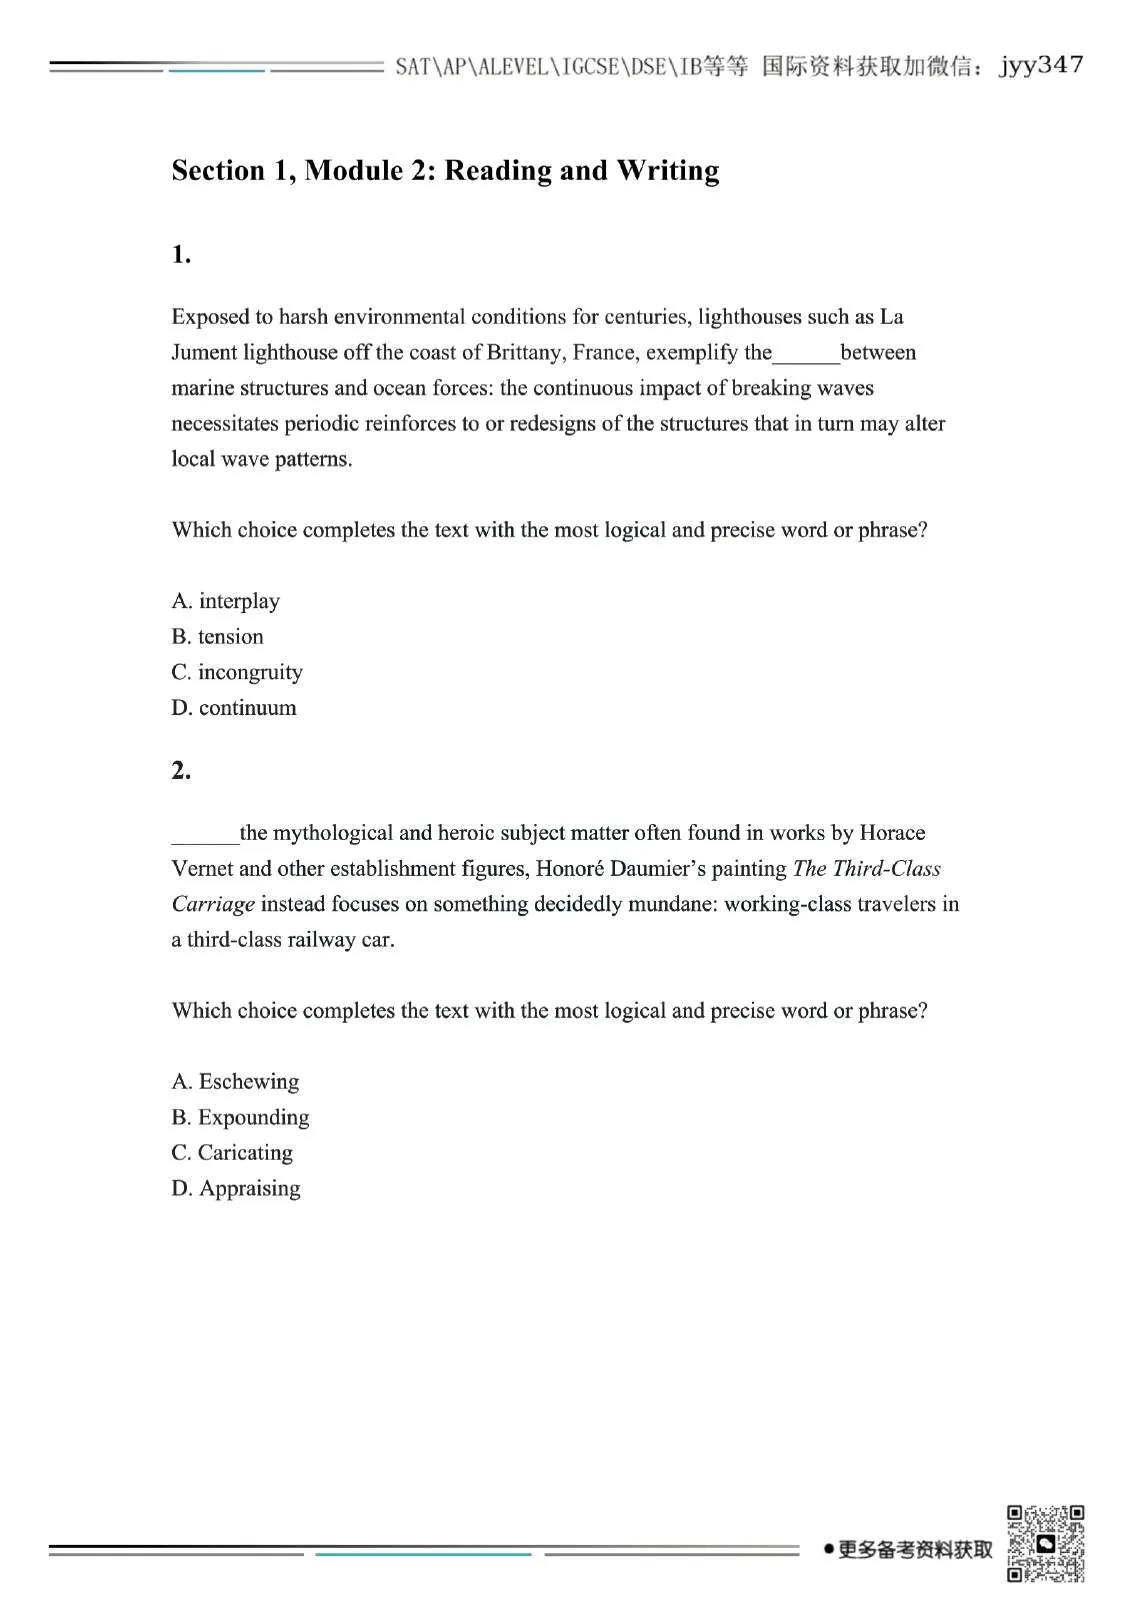 SAT\AP\ALEVEL\IGCSE\DSE\IB等等 国际资料获取加微信: jyy347
Section 1, Module 2: Reading and Writing
1.
Exposed to harsh environmental conditions for centuries, lighthouses such as La
Jument lighthouse off the coast of Brittany, France, exemplify the______between
marine structures and ocean forces: the continuous impact of breaking waves
necessitates periodic reinforces to or redesigns of the structures that in turn may alter
local wave patterns.
Which choice completes the text with the most logical and precise word or phrase?
A. interplay
B. tension
C. incongruity
D. continuum
2.
______the mythological and heroic subject matter often found in works by Horace
Vernet and other establishment figures, Honoré Daumier’s painting The Third-Class
Carriage instead focuses on something decidedly mundane: working-class travelers in
a third-class railway car.
Which choice completes the text with the most logical and precise word or phrase?
A. Eschewing
B. Expounding
C. Caricating
D. Appraising
●更多备考资料获取